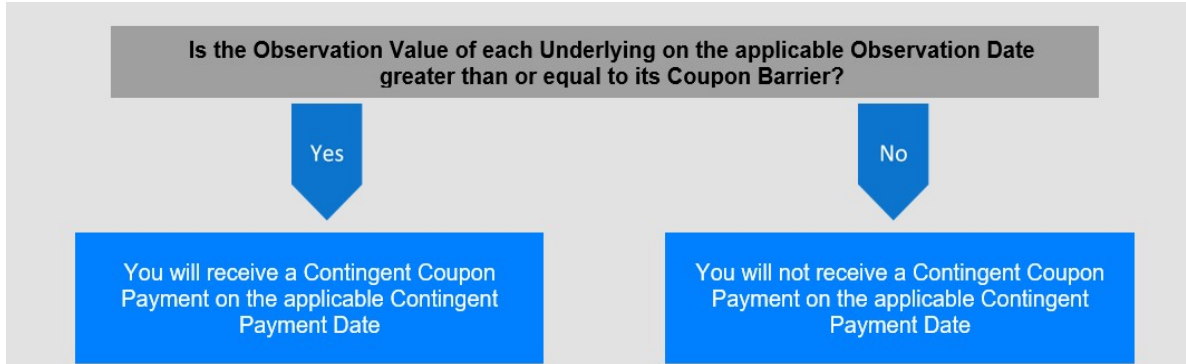 Is the Observation Value of each Underlying on the applicable Observation Date
greater than or equal to its Coupon Barrier?
Yes
No
You will receive a Contingent Coupon
Payment on the applicable Contingent
Payment Date
You will not receive a Contingent Coupon
Payment on the applicable Contingent
Payment Date